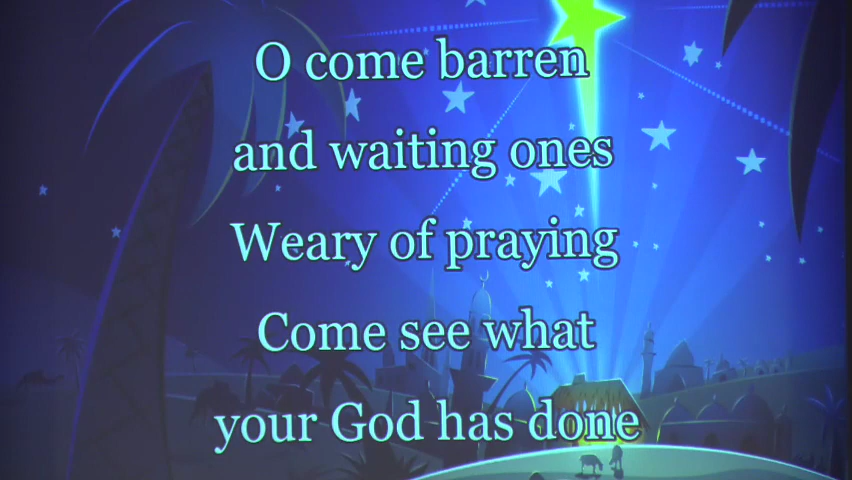 O come barren
and waiting ones
Weary of praying
Come see what
your God has done